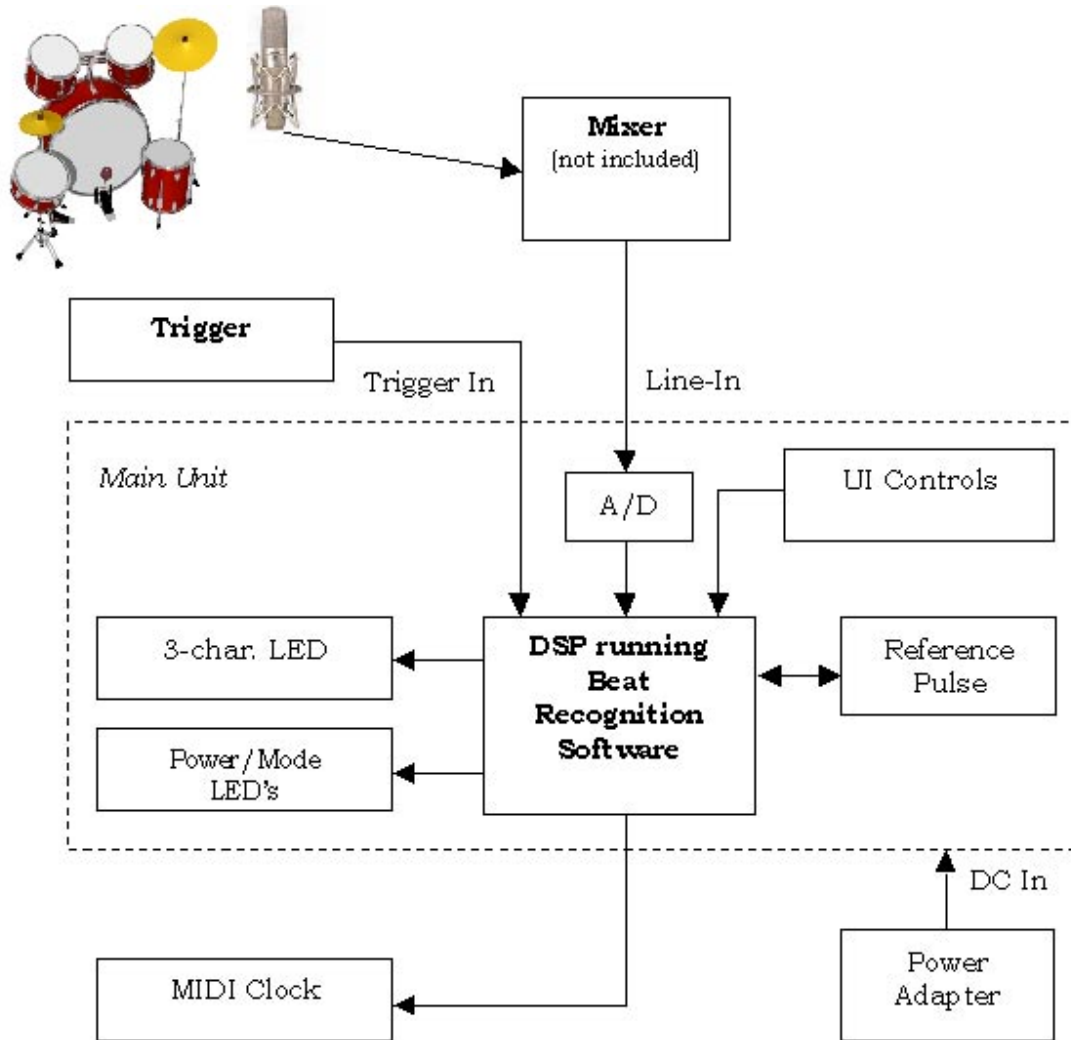 Mixer
(not included)
Trigger
Trigger In
Line-In
Main Unit
A/D
UI Controls
3-char. LED
DSP running
Beat
Recognition
Software
Reference
Pulse
Power/Mode
LED's
DC In
MIDI Clock
Power
Adapter